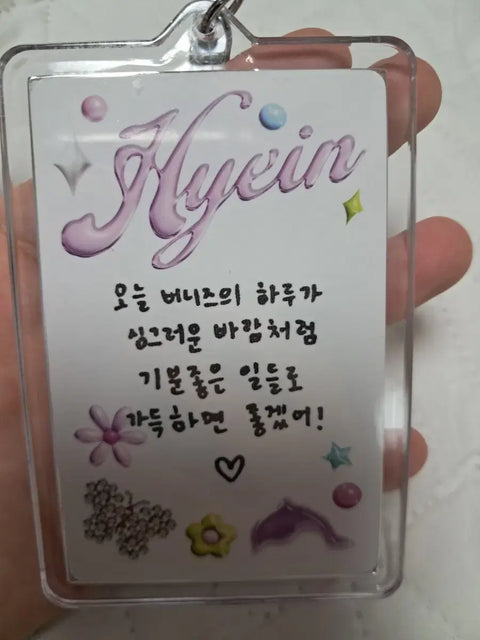 Hyein
오늘 버니즈의 하루가
싱그러운 바람처럼
기분좋은 일들로
가득하면 좋겠어!